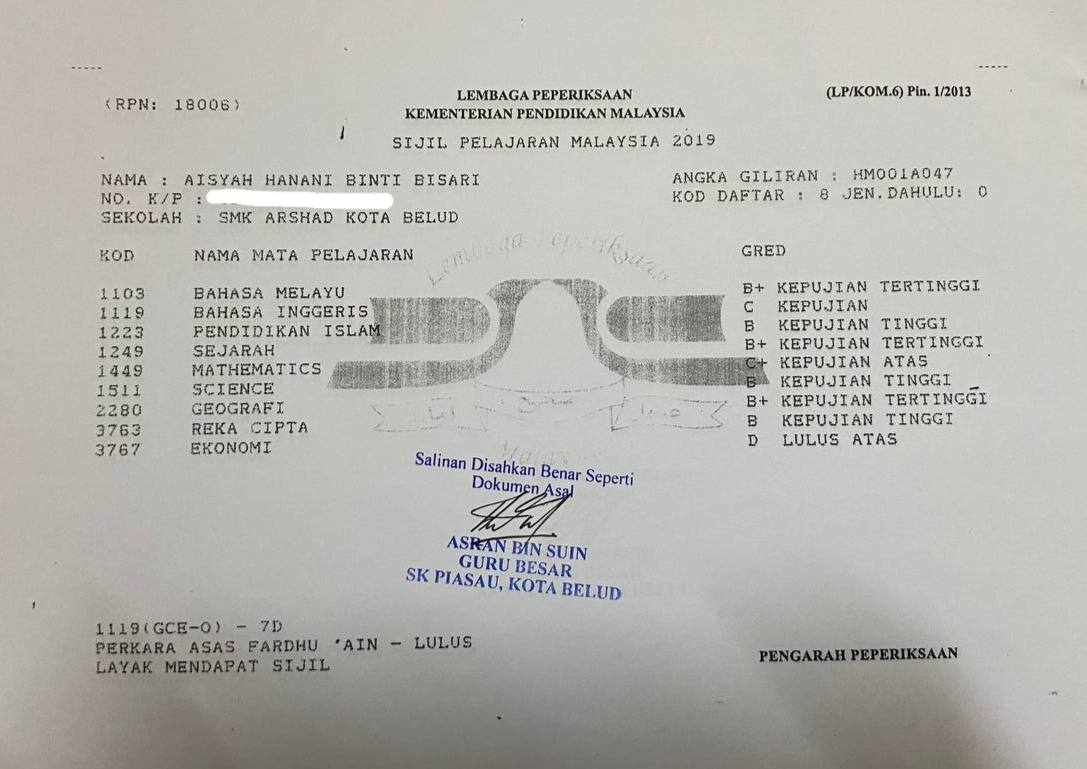 (RPN: 18006)
LEMBAGA PEPERIKSAAN
KEMENTERIAN PENDIDIKAN MALAYSIA
(LP/KOM.6) Pin. 1/2013
SIJIL PELAJARAN MALAYSIA 2019
NAMA : AISYAH HANANI BINTI BISARI
ANGKA GILIRAN : HM001A047
NO. K/P :
KOD DAFTAR : 8 JEN.DAHULU: 0
SEKOLAH : SMK ARSHAD KOTA BELUD
Lembaga Peperiksaan
KOD NAMA MATA PELAJARAN GRED
1103 BAHASA MELAYU B+ KEPUJIAN TERTINGGI
1119 BAHASA INGGERIS C KEPUJIAN
1223 PENDIDIKAN ISLAM B KEPUJIAN TINGGI
1249 SEJARAH B+ KEPUJIAN TERTINGGI
1449 MATHEMATICS C+ KEPUJIAN ATAS
1511 SCIENCE B KEPUJIAN TINGGI
2280 GEOGRAFI B+ KEPUJIAN TERTINGGI
3763 REKA CIPTA B KEPUJIAN TINGGI
3767 EKONOMI D LULUS ATAS
Salinan Disahkan Benar Seperti
Dokumen Asal
ASRAN BIN SUIN
GURU BESAR
SK PIASAU, KOTA BELUD
1119(GCE-O) - 7D
PERKARA ASAS FARDHU 'AIN - LULUS
LAYAK MENDAPAT SIJIL
PENGARAH PEPERIKSAAN